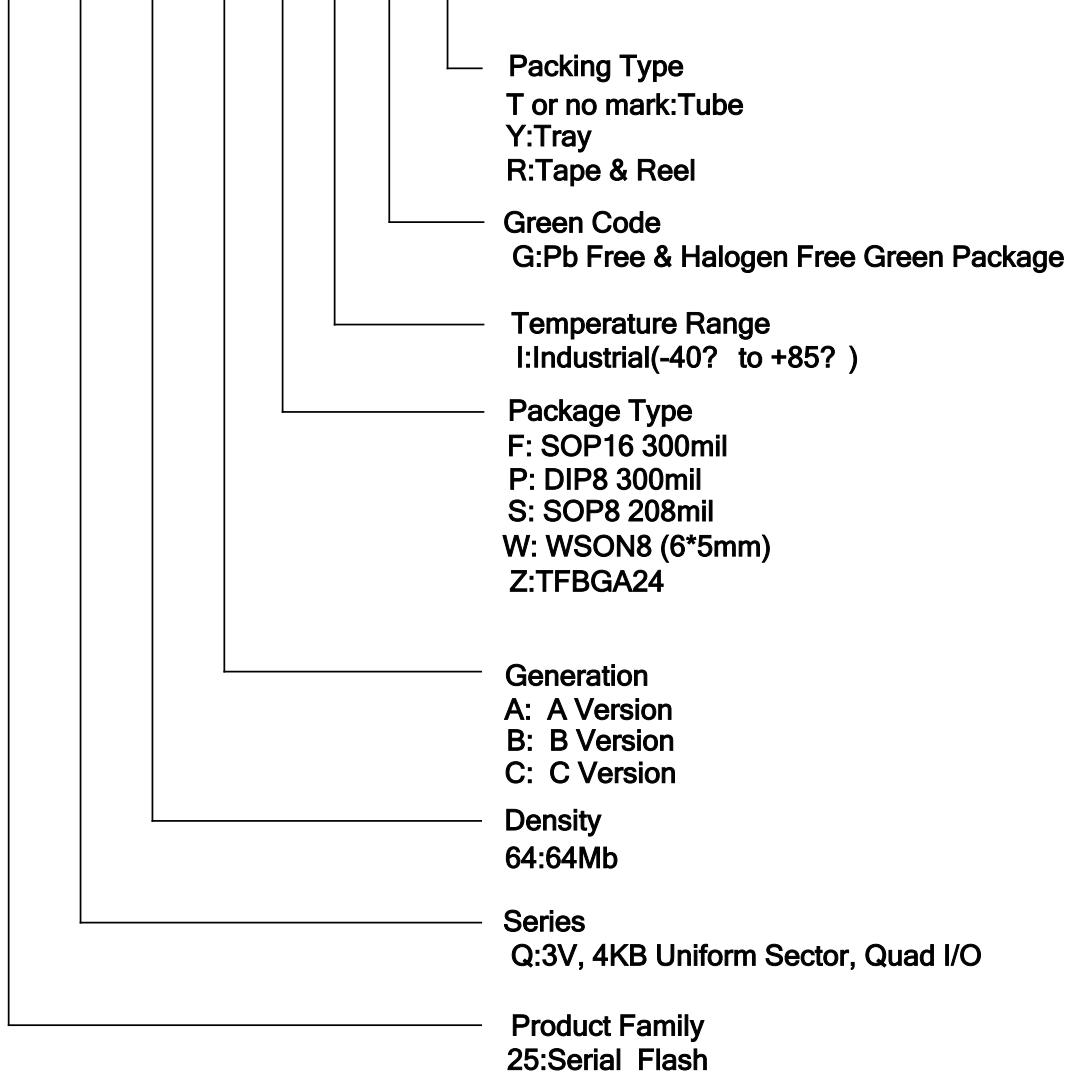 Packing Type
T or no mark:Tube
Y:Tray
R:Tape & Reel
Green Code
G:Pb Free & Halogen Free Green Package
Temperature Range
I:Industrial(-40? to +85? )
Package Type
F: SOP16 300mil
P: DIP8 300mil
S: SOP8 208mil
W: WSON8 (6*5mm)
Z:TFBGA24
Generation
A: A Version
B: B Version
C: C Version
Density
64:64Mb
Series
Q:3V, 4KB Uniform Sector, Quad I/O
Product Family
25:Serial Flash